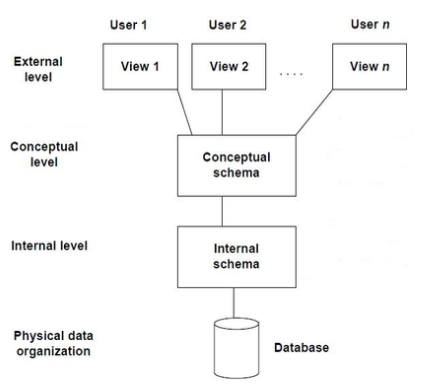 User 1 User 2 User n
External
level
View 1 View 2 . . . . View n
Conceptual
level
Conceptual
schema
Internal level
Internal
schema
Physical data
organization
Database